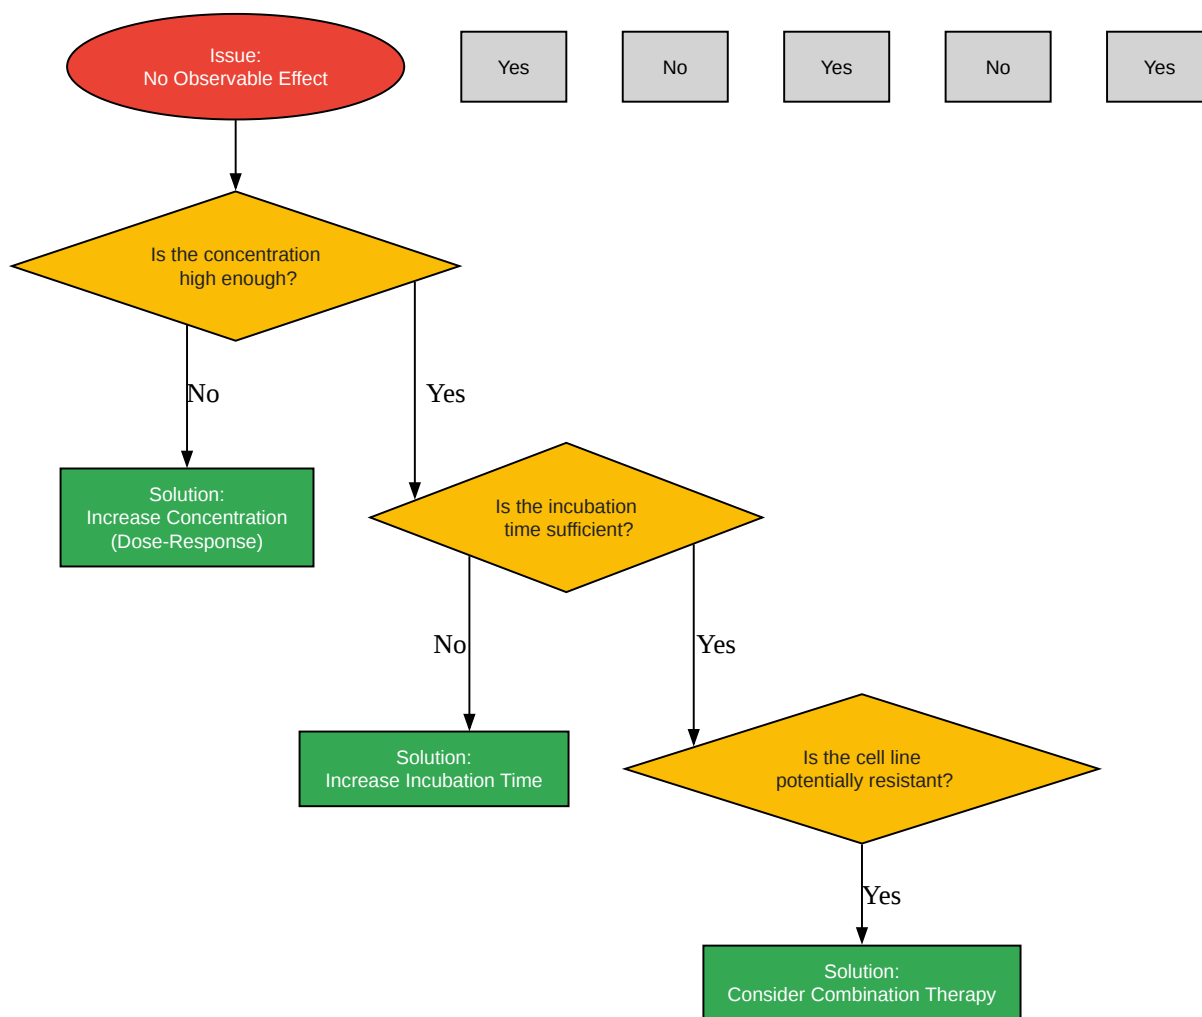 Issue:
No Observable Effect
Yes
No
Yes
No
Yes
Is the concentration
high enough?
No
Yes
Solution:
Increase Concentration
(Dose-Response)
Is the incubation
time sufficient?
No
Yes
Solution:
Increase Incubation Time
Is the cell line
potentially resistant?
Yes
Solution:
Consider Combination Therapy